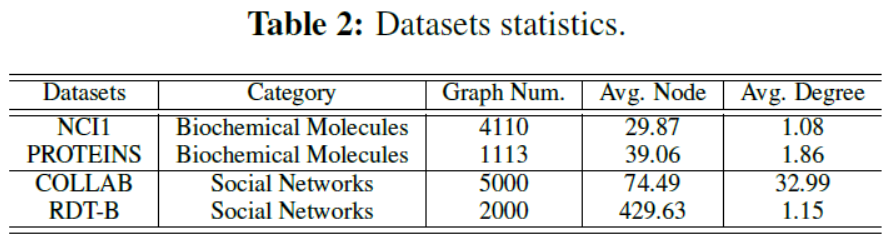 Table 2: Datasets statistics.
Datasets Category Graph Num. Avg. Node Avg. Degree
NCI1 Biochemical Molecules 4110 29.87 1.08
PROTEINS Biochemical Molecules 1113 39.06 1.86
COLLAB Social Networks 5000 74.49 32.99
RDT-B Social Networks 2000 429.63 1.15